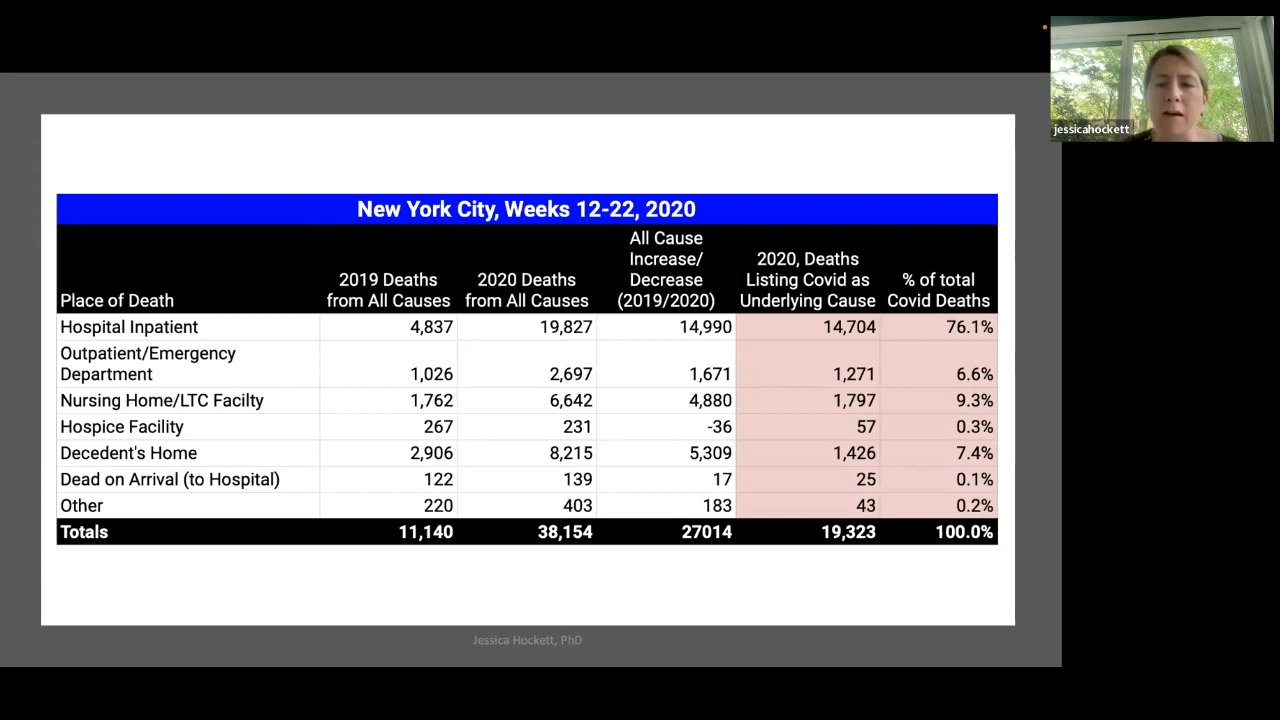 jessicahockett
New York City, Weeks 12-22, 2020
Place of Death 2019 Deaths from All Causes 2020 Deaths from All Causes All Cause Increase/ Decrease (2019/2020) 2020, Deaths Listing Covid as Underlying Cause % of total Covid Deaths
Hospital Inpatient 4,837 19,827 14,990 14,704 76.1%
Outpatient/Emergency
Department 1,026 2,697 1,671 1,271 6.6%
Nursing Home/LTC Facilty 1,762 6,642 4,880 1,797 9.3%
Hospice Facility 267 231 -36 57 0.3%
Decedent's Home 2,906 8,215 5,309 1,426 7.4%
Dead on Arrival (to Hospital) 122 139 17 25 0.1%
Other 220 403 183 43 0.2%
Totals 11,140 38,154 27014 19,323 100.0%
Jessica Hockett, PhD